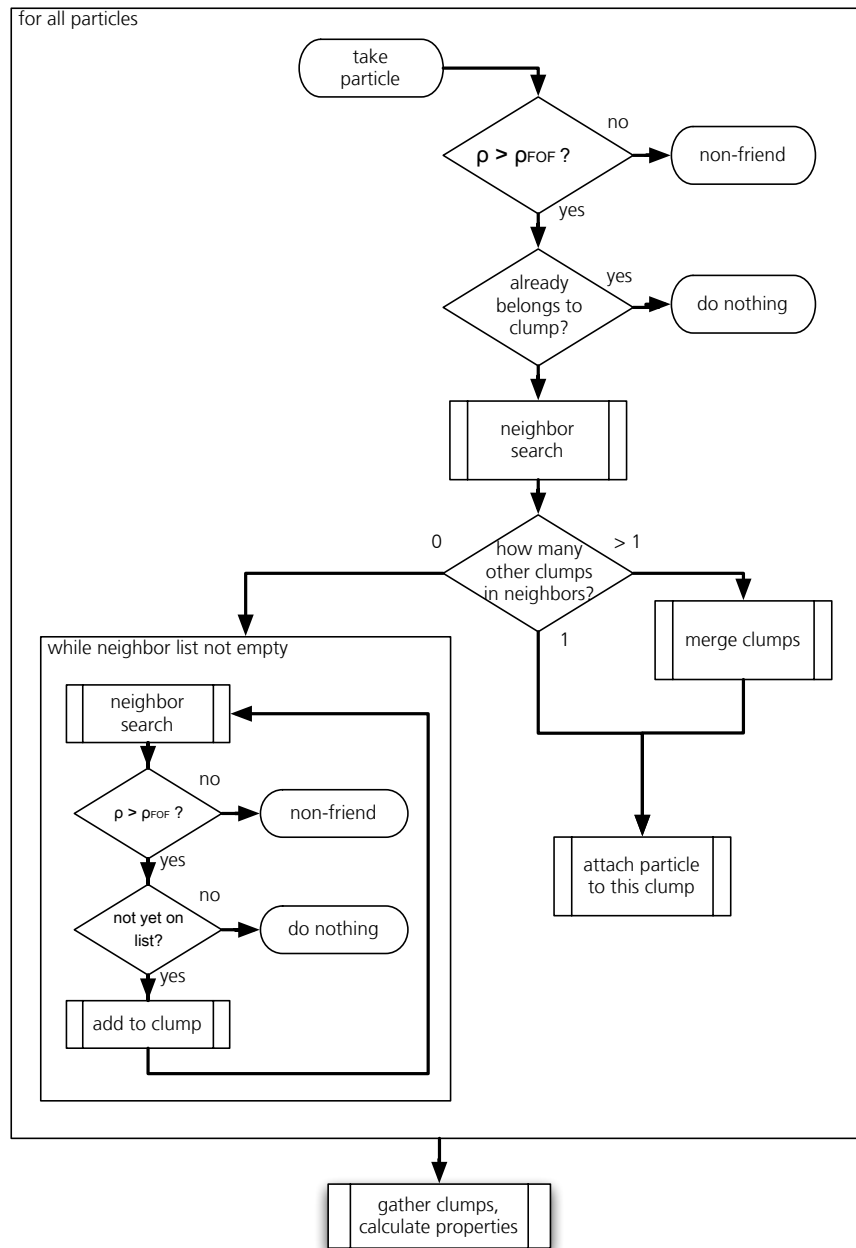 for all particles
take
particle
ρ > ρFOF ?
no
non-friend
yes
already
belongs to
clump?
yes
do nothing
neighbor
search
how many
other clumps
in neighbors?
0
> 1
1
merge clumps
attach particle
to this clump
while neighbor list not empty
neighbor
search
ρ > ρFOF ?
no
non-friend
yes
not yet on
list?
no
do nothing
yes
add to clump
gather clumps,
calculate properties